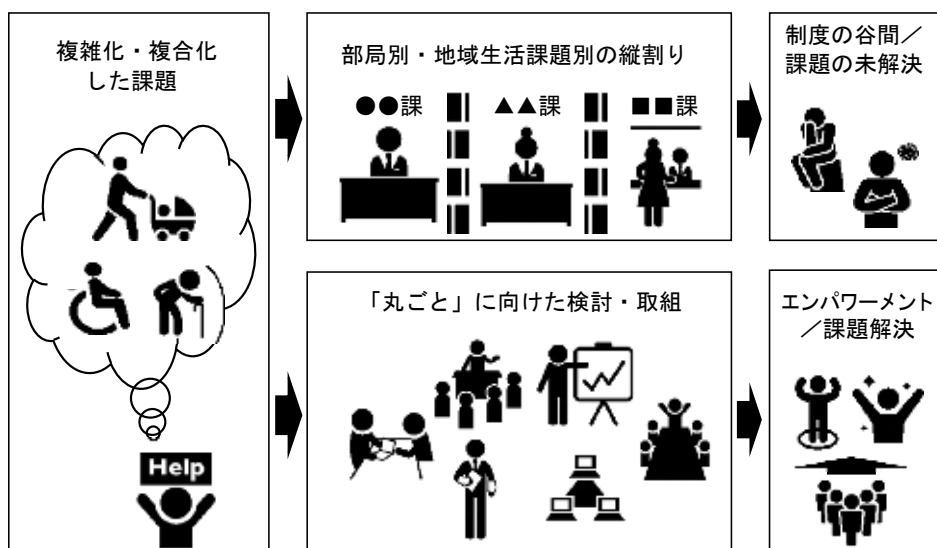 複雑化・複合化
した課題
Help
部局別・地域生活課題別の縦割り
●●課
▲▲課
■■課
制度の谷間／
課題の未解決
「丸ごと」に向けた検討・取組
エンパワーメント
／課題解決